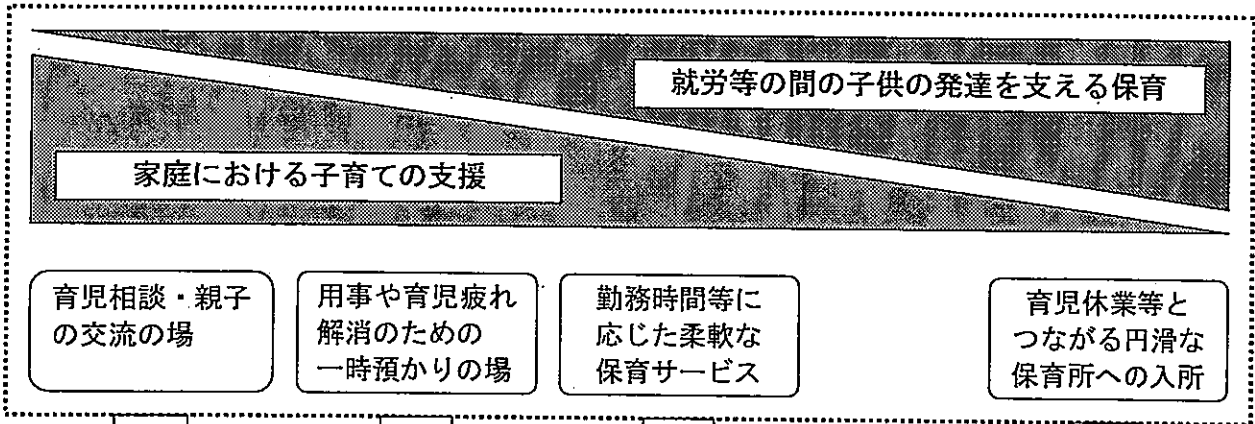 就労等の間の子供の発達を支える保育
家庭における子育ての支援
育児相談・親子
の交流の場
用事や育児疲れ
解消のための
一時預かりの場
勤務時間等に
応じた柔軟な
保育サービス
育児休業等と
つながる円滑な
保育所への入所